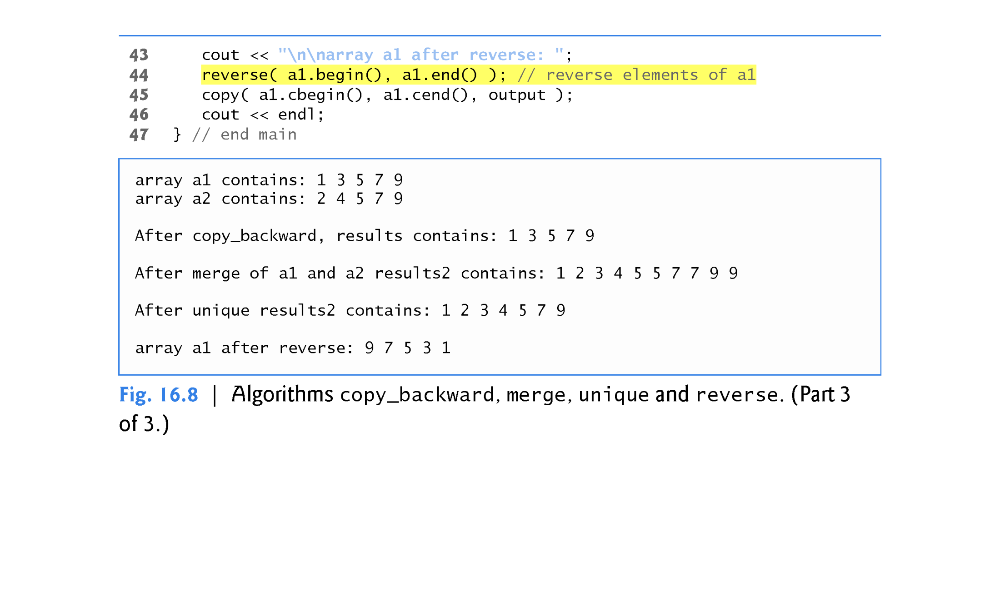 43 cout << "\n\narray a1 after reverse: ";
44 reverse( a1.begin(), a1.end() ); // reverse elements of a1
45 copy( a1.cbegin(), a1.cend(), output );
46 cout << endl;
47 } // end main
array a1 contains: 1 3 5 7 9
array a2 contains: 2 4 5 7 9
After copy_backward, results contains: 1 3 5 7 9
After merge of a1 and a2 results2 contains: 1 2 3 4 5 5 7 7 9 9
After unique results2 contains: 1 2 3 4 5 7 9
array a1 after reverse: 9 7 5 3 1
Fig. 16.8 | Algorithms copy_backward, merge, unique and reverse. (Part 3
of 3.)